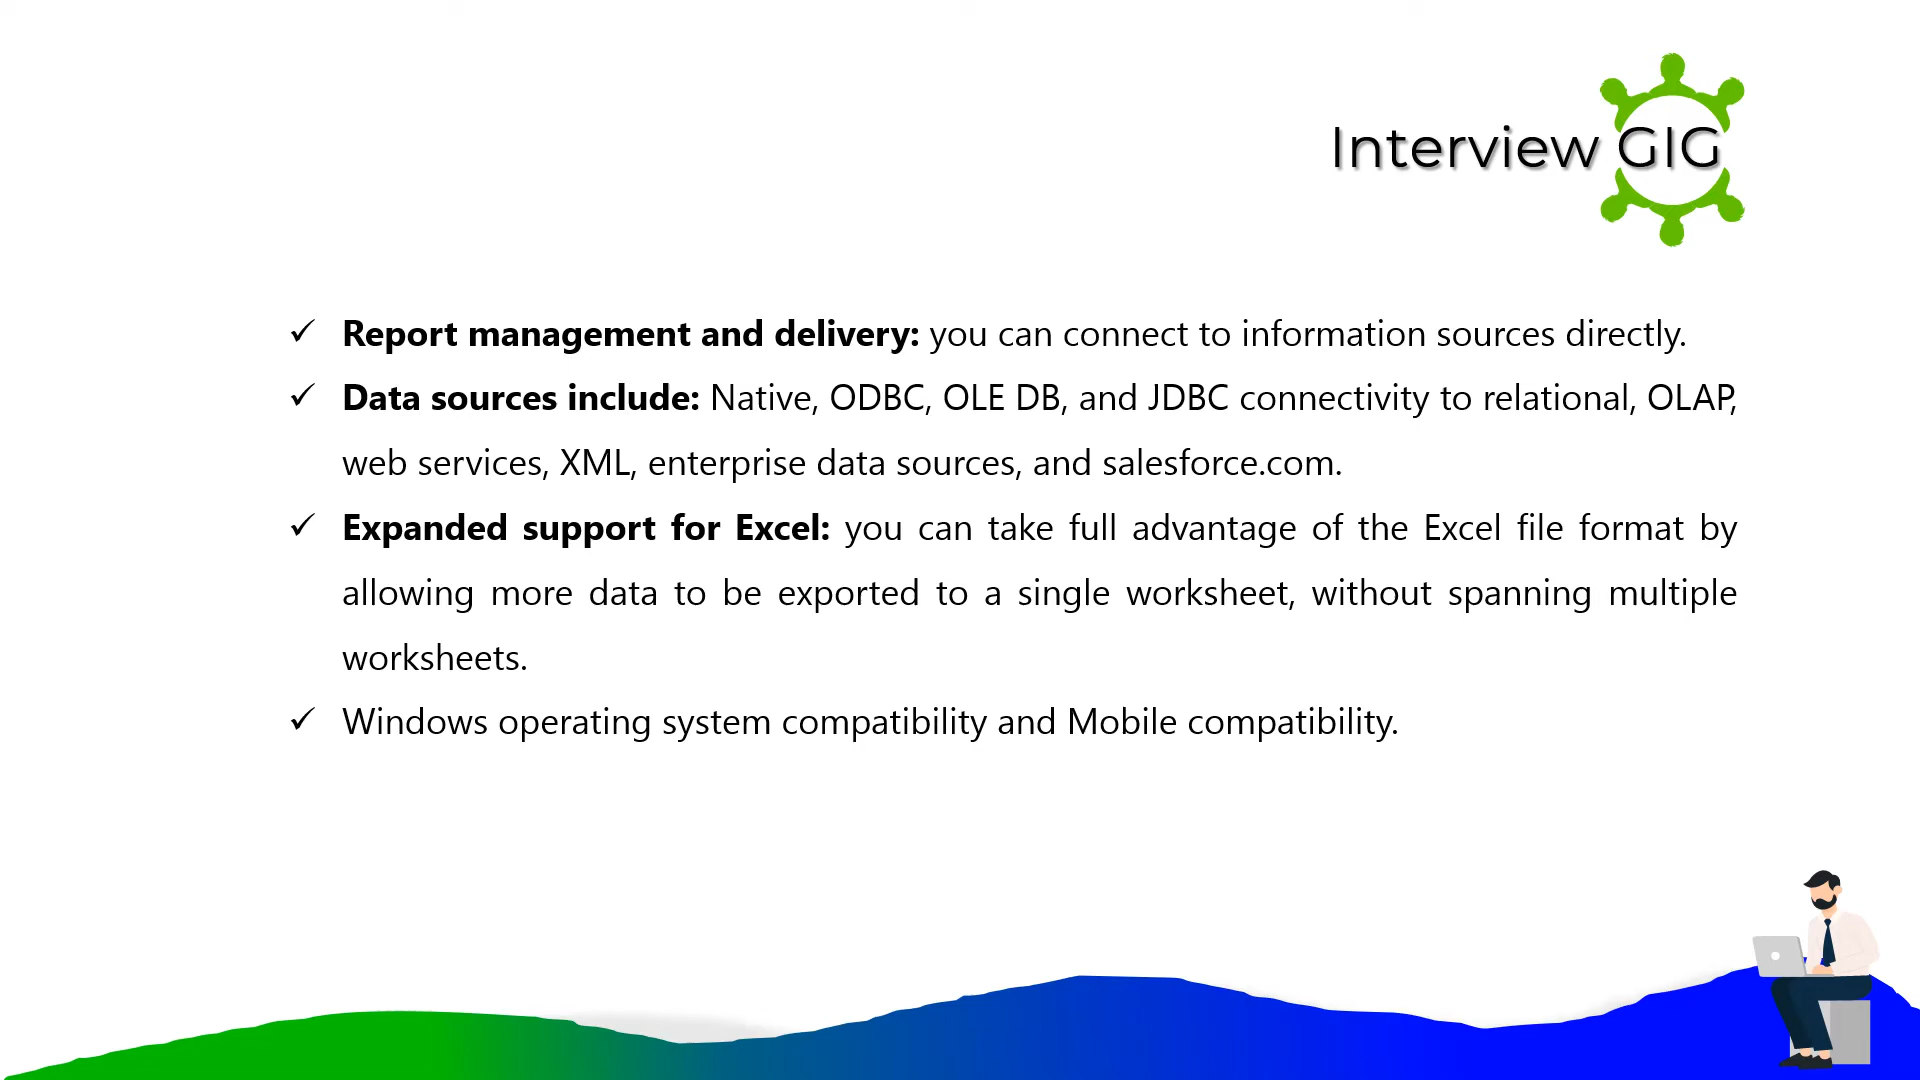 Interview GIG
✓ Report management and delivery: you can connect to information sources directly.
✓ Data sources include: Native, ODBC, OLE DB, and JDBC connectivity to relational, OLAP,
web services, XML, enterprise data sources, and salesforce.com.
✓ Expanded support for Excel: you can take full advantage of the Excel file format by
allowing more data to be exported to a single worksheet, without spanning multiple
worksheets.
✓ Windows operating system compatibility and Mobile compatibility.